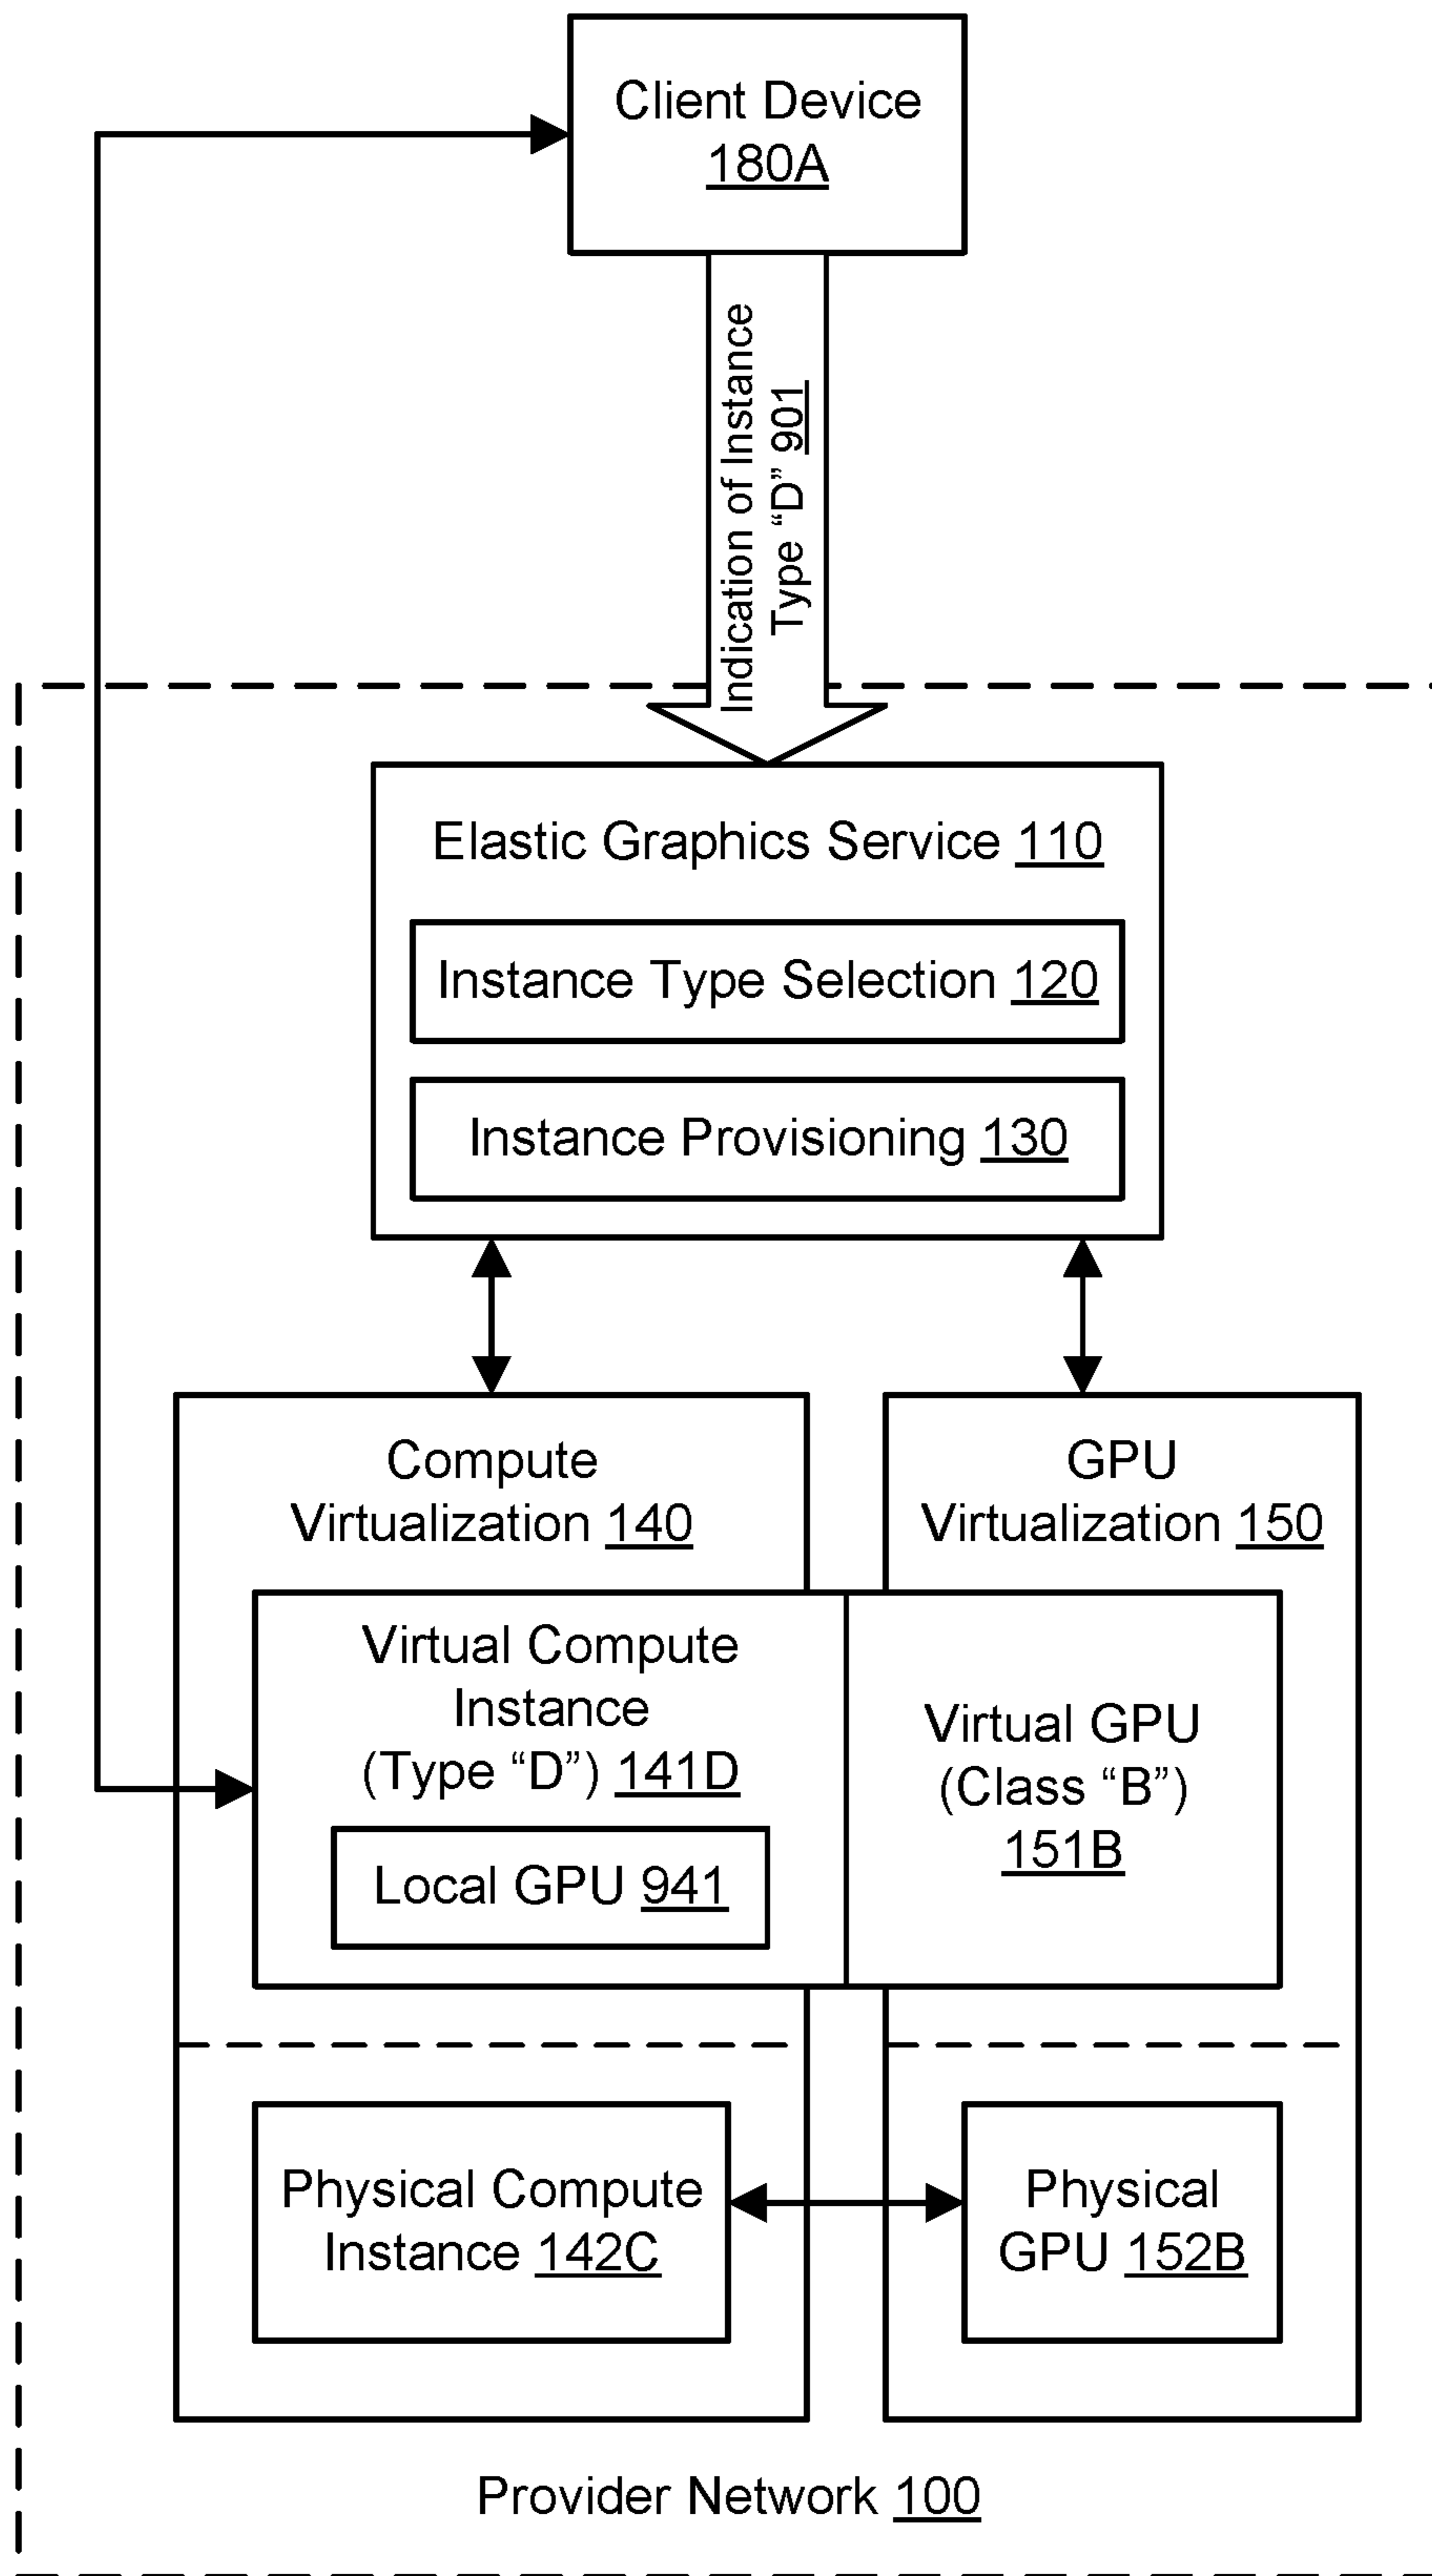 Client Device
180A
Indication of Instance
Type “D” 901
Elastic Graphics Service 110
Instance Type Selection 120
Instance Provisioning 130
Compute
Virtualization 140
GPU
Virtualization 150
Virtual Compute
Instance
(Type “D”) 141D
Local GPU 941
Virtual GPU
(Class “B”)
151B
Physical Compute
Instance 142C
Physical
GPU 152B
Provider Network 100